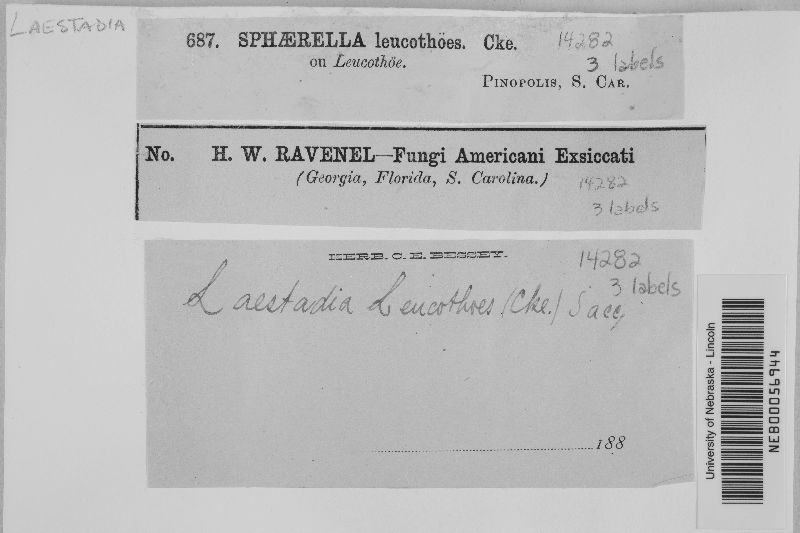 LAESTADIA
687. SPHÆRELLA leucothöes. Cke.
on Leucothöe.
PINOPOLIS, S. CAR.
14282
3 labels
No. H. W. RAVENEL—Fungi Americani Exsiccati
(Georgia, Florida, S. Carolina.)
14282
3 labels
HERB. C. E. BESSEY.
14282
3 labels
Laestadia Leucothoes (Cke.) Sacc
188
University of Nebraska - Lincoln
NEB00056944